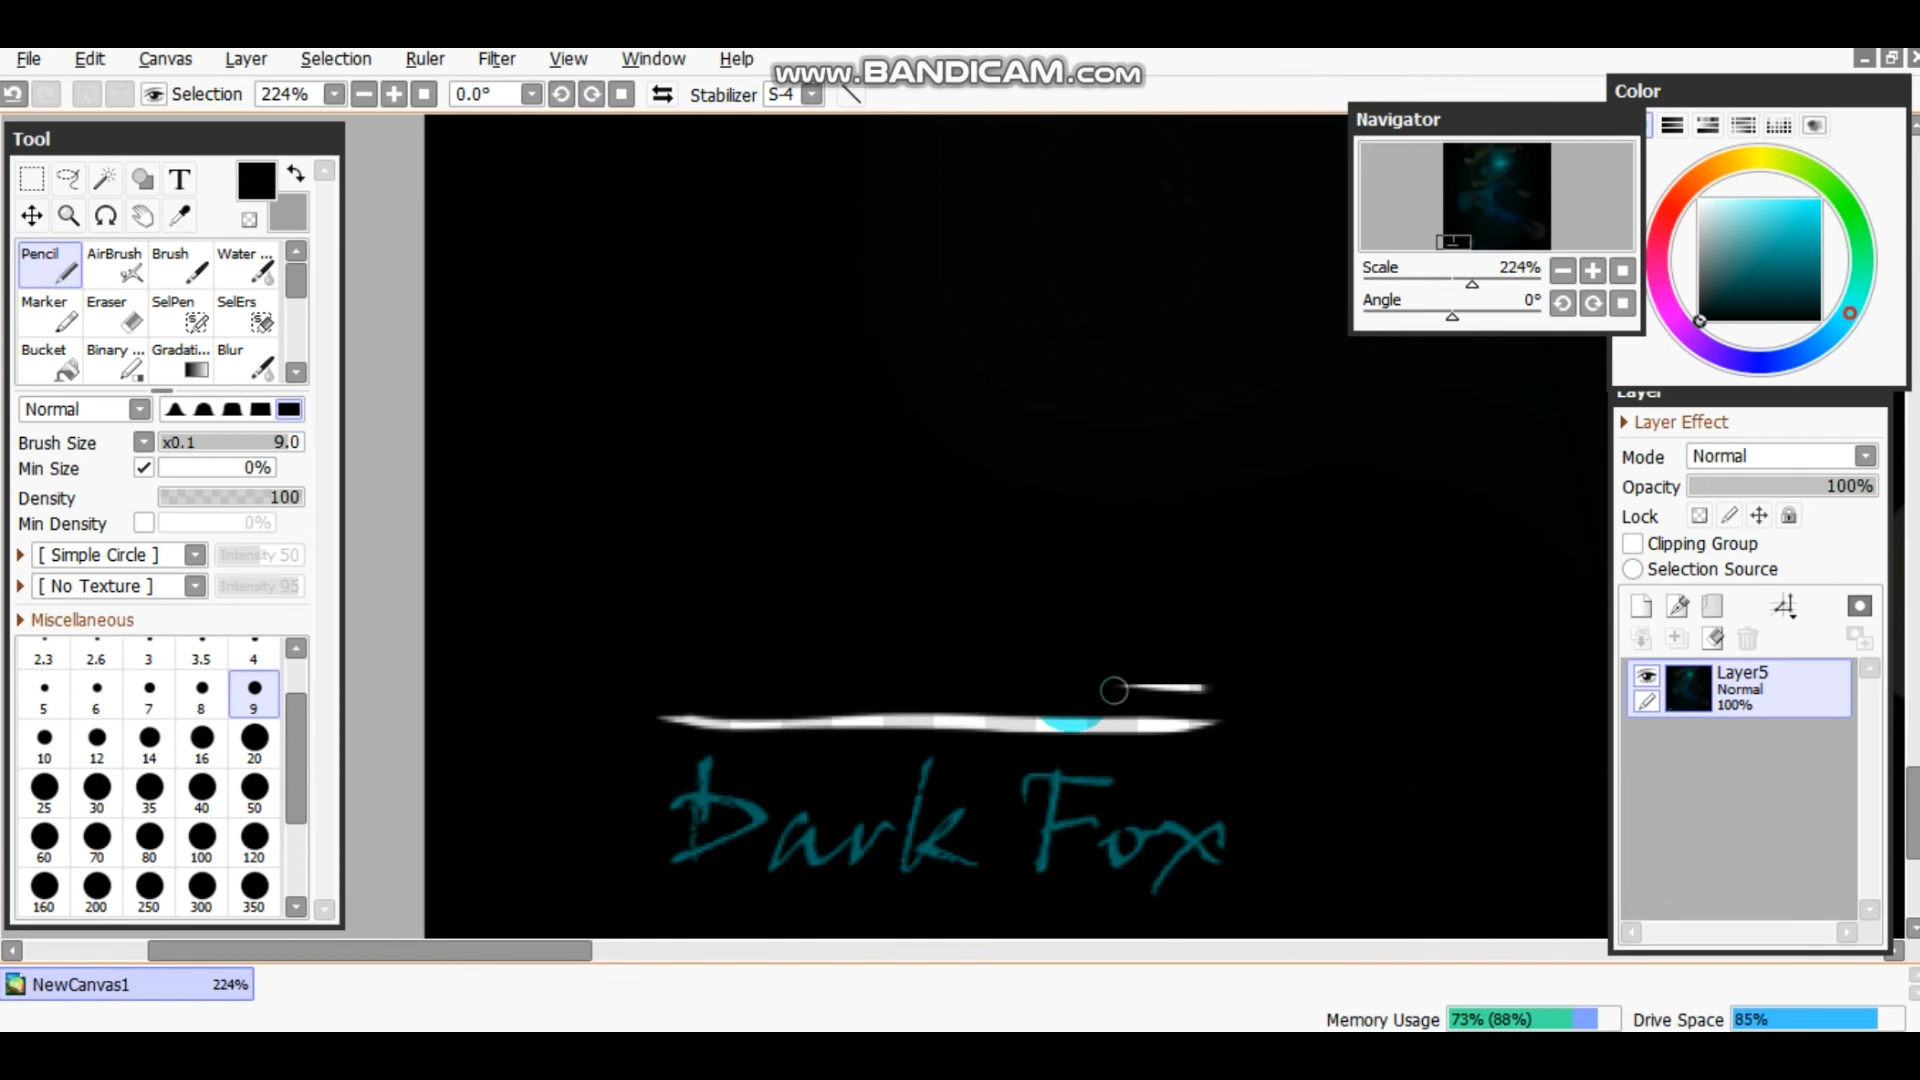 File Edit Canvas Layer Selection Ruler Filter View Window Help
www.BANDICAM.com
Selection 224% 0.0° Stabilizer S-4
Tool
T
Pencil AirBrush Brush Water ...
Marker Eraser SelPen SelErs
Bucket Binary ... Gradati... Blur
Normal
Brush Size x0.1 9.0
Min Size 0%
Density 100
Min Density 0%
[ Simple Circle ] Intensity 50
[ No Texture ] Intensity 95
Miscellaneous
2.3 2.6 3 3.5 4
5 6 7 8 9
10 12 14 16 20
25 30 35 40 50
60 70 80 100 120
160 200 250 300 350
Dark Fox
Navigator
Scale 224%
Angle 0°
Color
Layer
Layer Effect
Mode Normal
Opacity 100%
Lock
Clipping Group
Selection Source
Layer5
Normal
100%
NewCanvas1 224%
Memory Usage 73% (88%) Drive Space 85%